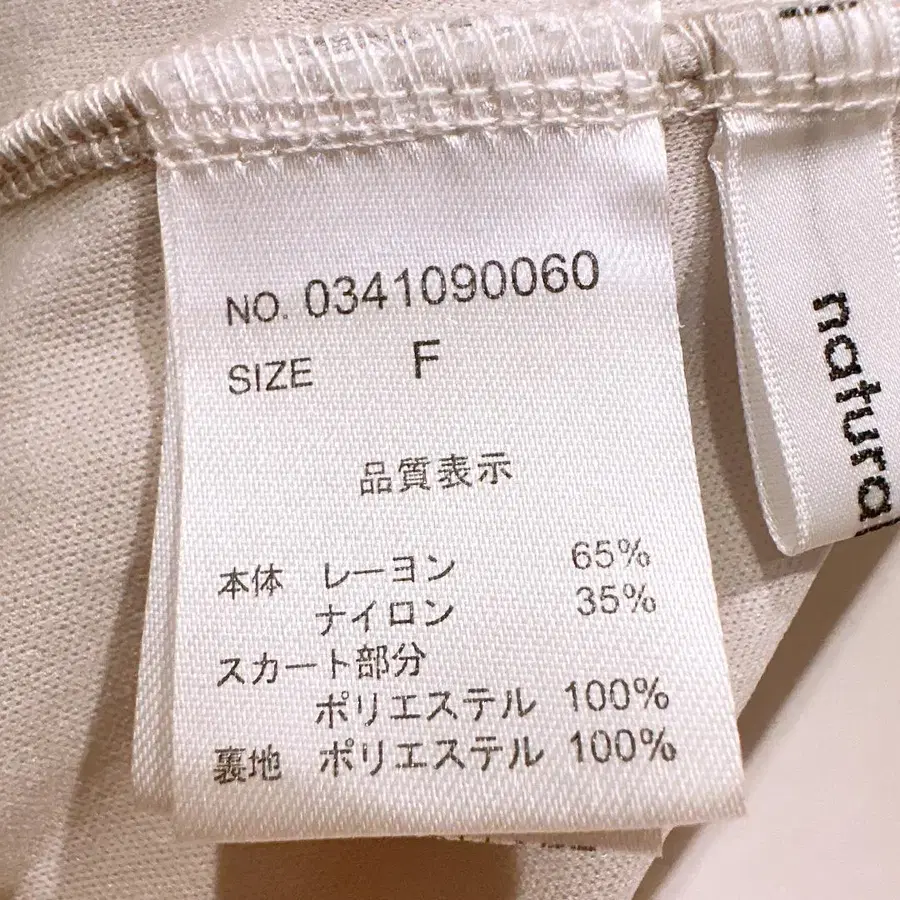 NO. 0341090060
SIZE F
品質表示
本体 レーヨン 65%
ナイロン 35%
スカート部分
ポリエステル 100%
裏地 ポリエステル 100%
natural